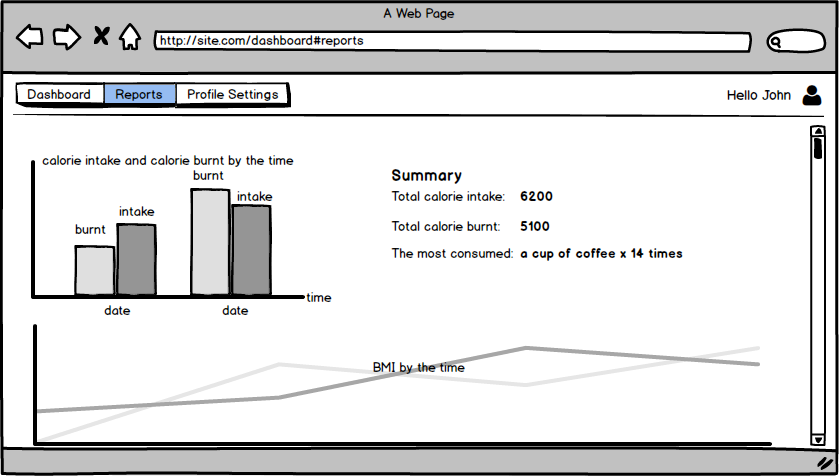 A Web Page
http://site.com/dashboard#reports
Dashboard Reports Profile Settings
Hello John
calorie intake and calorie burnt by the time
burnt
intake
intake
burnt
time
date date
Summary
Total calorie intake: 6200
Total calorie burnt: 5100
The most consumed: a cup of coffee x 14 times
BMI by the time